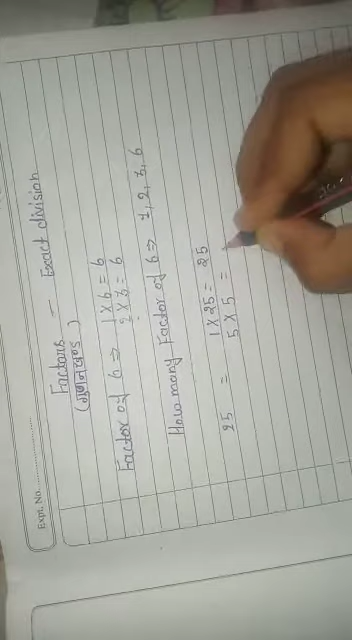 Expt. No.
Factors — Exact division
(गुणनखण्ड)
Factor of 6 => 1 X 6 = 6
2 X 3 = 6
How many Factor of 6 => 1, 2, 3, 6
25 = 1 X 25 = 25
5 X 5 =